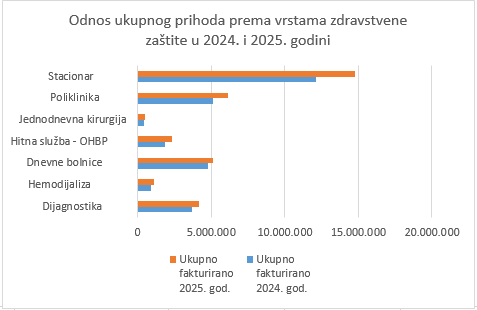 Odnos ukupnog prihoda prema vrstama zdravstvene
zaštite u 2024. i 2025. godini
Stacionar
Poliklinika
Jednodnevna kirurgija
Hitna služba - OHBP
Dnevne bolnice
Hemodijaliza
Dijagnostika
0 5.000.000 10.000.000 15.000.000 20.000.000
Ukupno
fakturirano
2025. god.
Ukupno
fakturirano
2024. god.